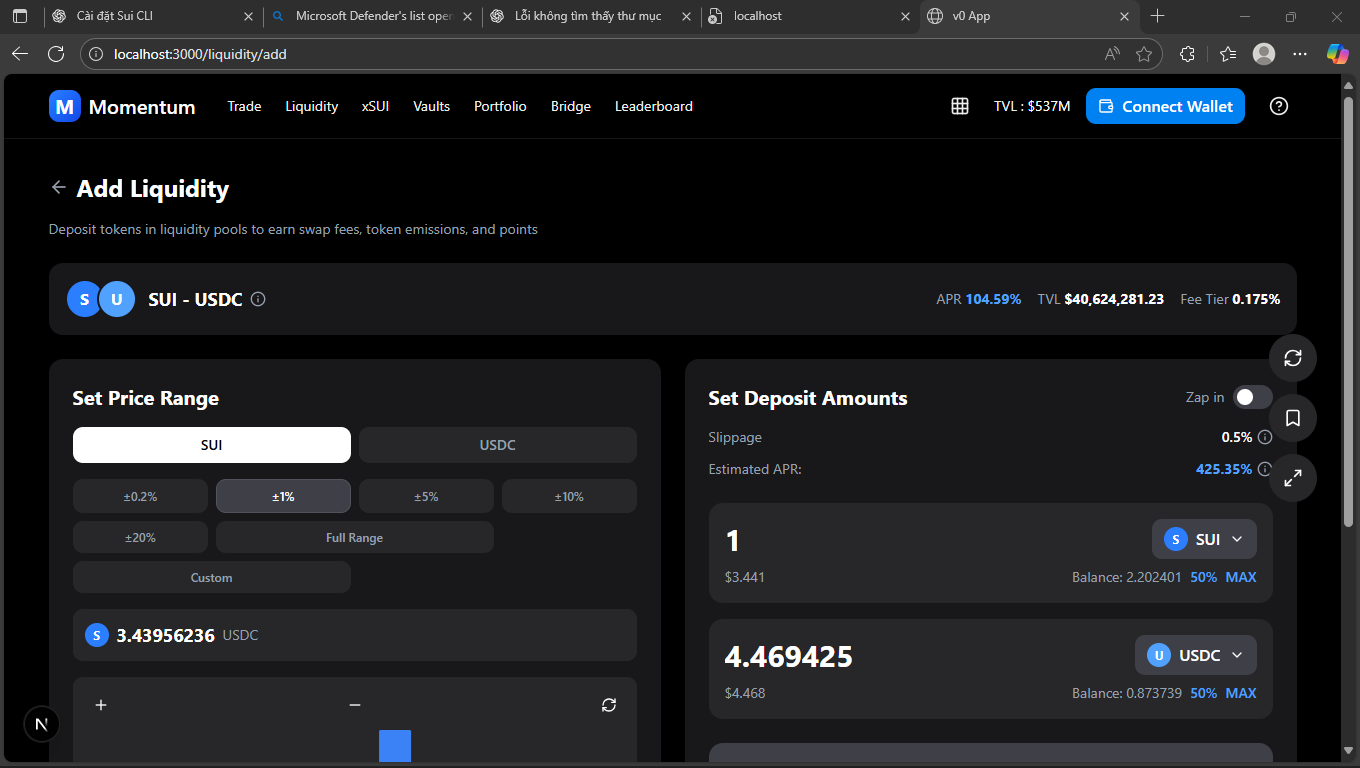 Cài đặt Sui CLI
Microsoft Defender's list oper
Lỗi không tìm thấy thư mục
localhost
v0 App
localhost:3000/liquidity/add
M Momentum Trade Liquidity xSUI Vaults Portfolio Bridge Leaderboard TVL : $537M Connect Wallet
Add Liquidity
Deposit tokens in liquidity pools to earn swap fees, token emissions, and points
S U SUI - USDC APR 104.59% TVL $40,624,281.23 Fee Tier 0.175%
Set Price Range
SUI USDC
±0.2% ±1% ±5% ±10%
±20% Full Range
Custom
S 3.43956236 USDC
+ −
N
Set Deposit Amounts Zap in
Slippage 0.5%
Estimated APR: 425.35%
1 S SUI
$3.441 Balance: 2.202401 50% MAX
4.469425 U USDC
$4.468 Balance: 0.873739 50% MAX